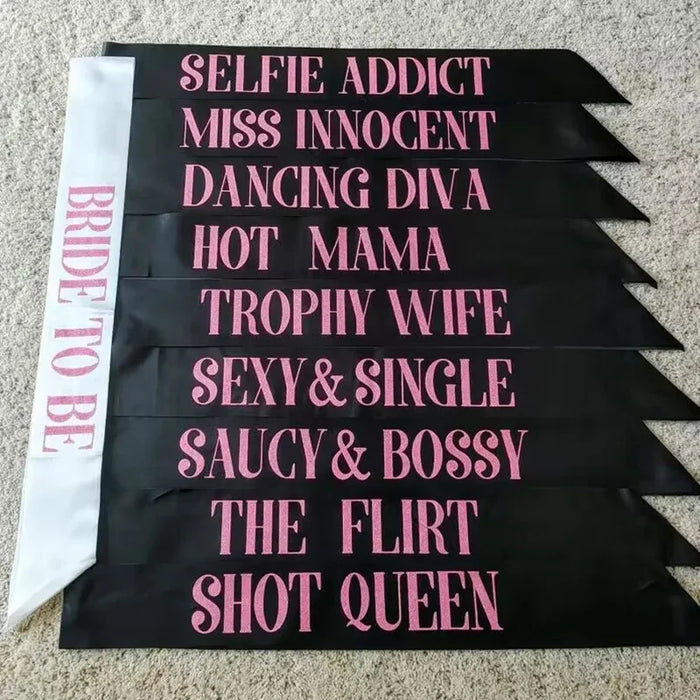 SELFIE ADDICT
MISS INNOCENT
DANCING DIVA
HOT MAMA
TROPHY WIFE
SEXY & SINGLE
SAUCY & BOSSY
THE FLIRT
SHOT QUEEN
BRIDE TO BE